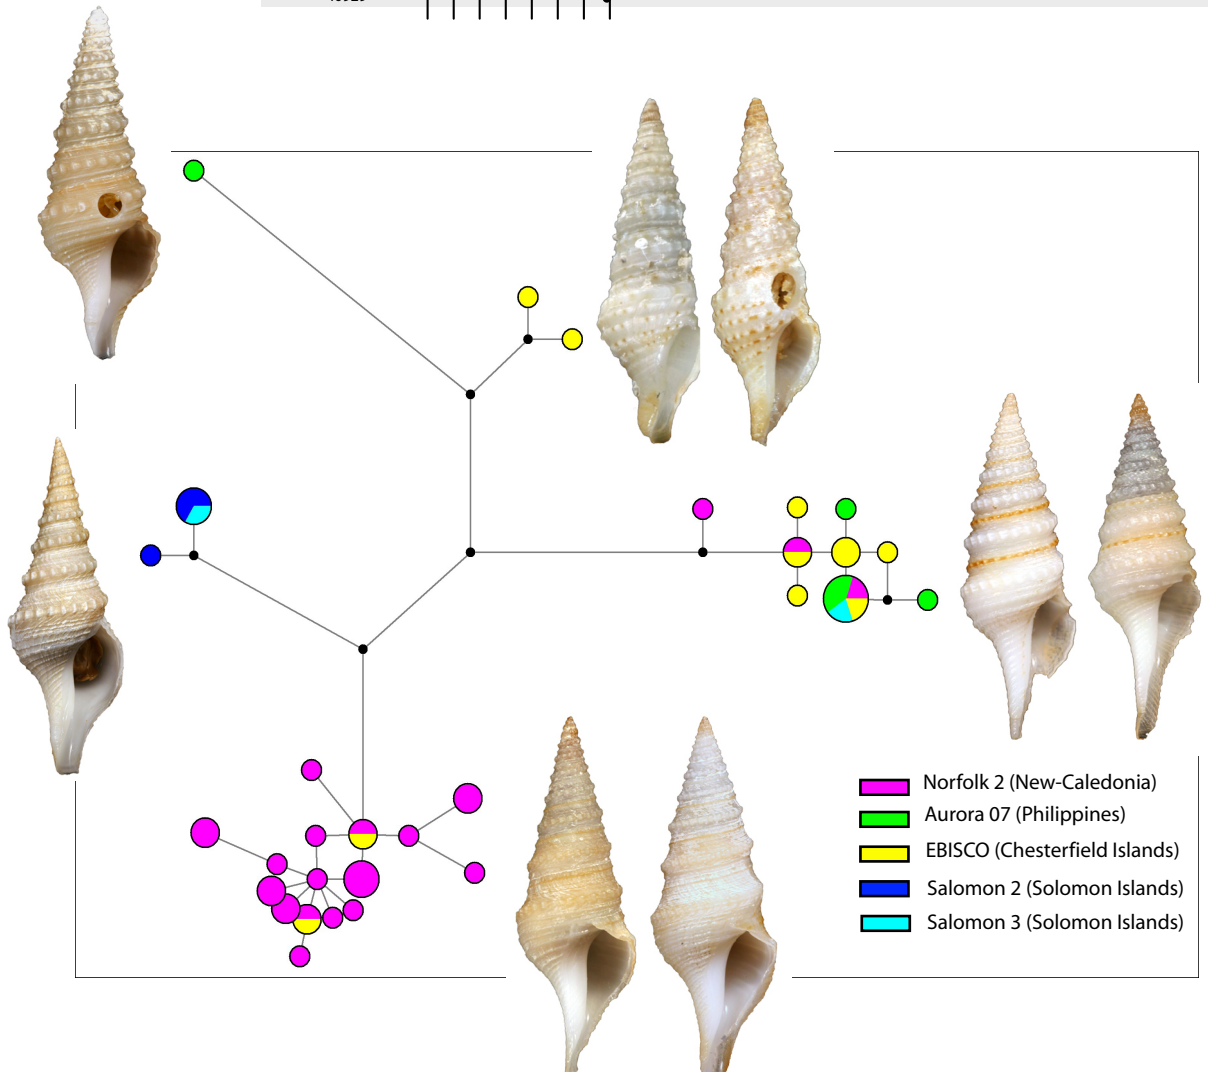 Norfolk 2 (New-Caledonia)
Aurora 07 (Philippines)
EBISCO (Chesterfield Islands)
Salomon 2 (Solomon Islands)
Salomon 3 (Solomon Islands)